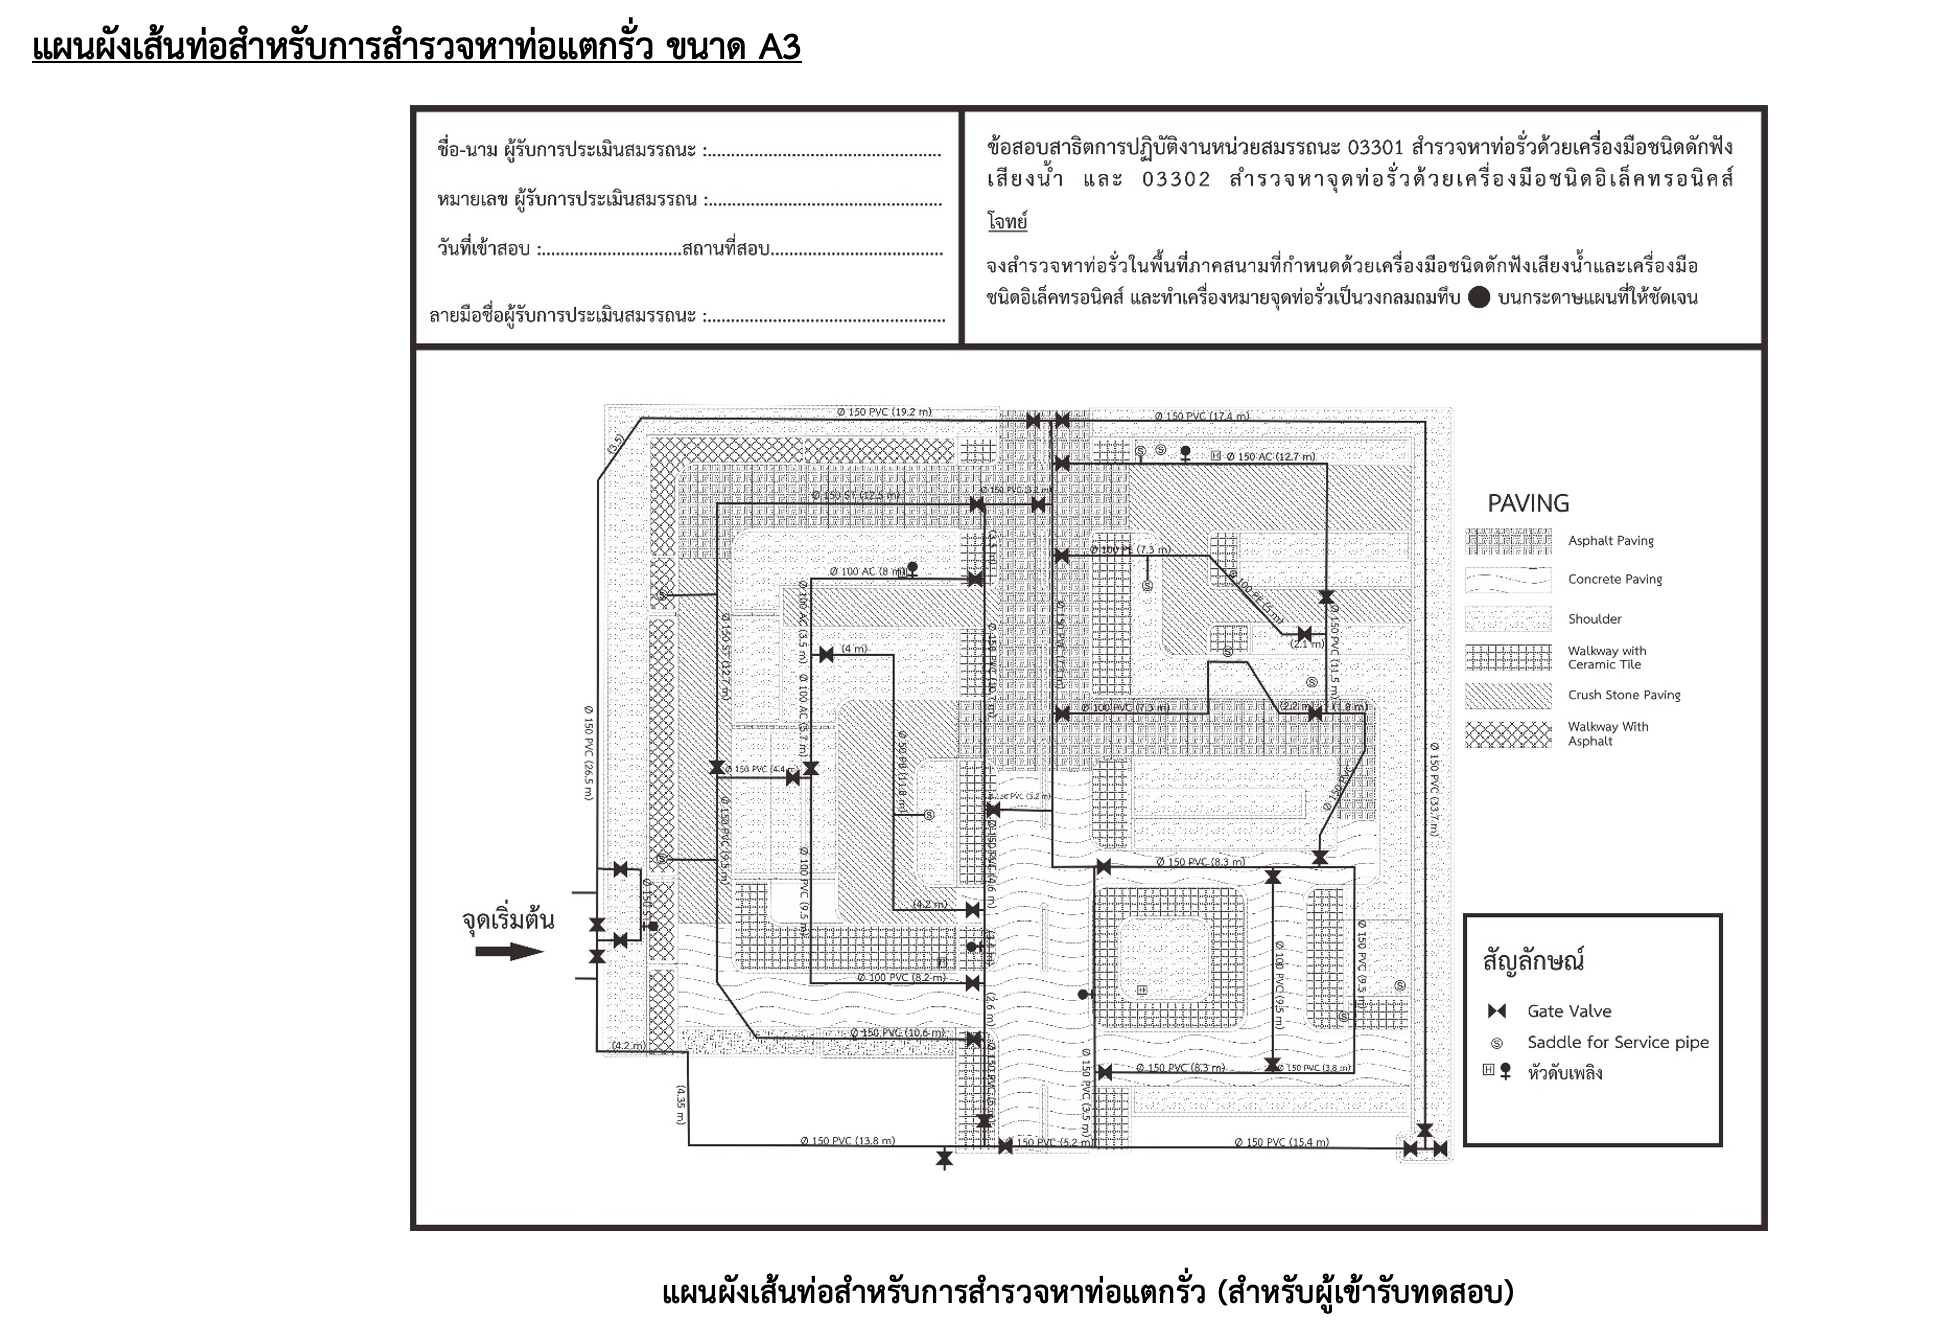 แผนผังเส้นท่อสำหรับการสำรวจหาท่อแตกรั่ว ขนาด A3
ชื่อ-นาม ผู้รับการประเมินสมรรถนะ :................................................
หมายเลข ผู้รับการประเมินสมรรถน :................................................
วันที่เข้าสอบ :.............................สถานที่สอบ....................................
ลายมือชื่อผู้รับการประเมินสมรรถนะ :.................................................
ข้อสอบสาธิตการปฏิบัติงานหน่วยสมรรถนะ 03301 สำรวจหาท่อรั่วด้วยเครื่องมือชนิดดักฟัง
เสียงน้ำ และ 03302 สำรวจหาจุดท่อรั่วด้วยเครื่องมือชนิดอิเล็คทรอนิคส์
โจทย์
จงสำรวจหาท่อรั่วในพื้นที่ภาคสนามที่กำหนดด้วยเครื่องมือชนิดดักฟังเสียงน้ำและเครื่องมือ
ชนิดอิเล็คทรอนิคส์ และทำเครื่องหมายจุดท่อรั่วเป็นวงกลมถมทึบ ● บนกระดาษแผนที่ให้ชัดเจน
Ø 150 PVC (19.2 m)
Ø 150 PVC (17.4 m)
(3.5)
Ø 150 AC (12.7 m)
Ø 150 ST (12.5 m)
Ø 150 PVC
Ø 100 PE (7.3 m)
Ø 100 AC (8 m)
Ø 100 PE (5 m)
Ø 100 AC (3.5 m)
Ø 150 ST (12.7 m)
(4 m)
(2.1 m)
Ø 150 PVC (11.5 m)
Ø 100 AC (5.7 m)
Ø 100 PVC (7.3 m)
(2.2 m)
(1.8 m)
Ø 150 PVC (26.5 m)
Ø 50 PB (11.8 m)
Ø 150 PVC (4.4 m)
Ø 150 PVC
Ø 150 PVC (33.7 m)
PVC (5.2 m)
Ø 150 PVC (9.5 m)
Ø 100 PVC (9.5 m)
Ø 150 PVC (4.6 m)
Ø 150 PVC (8.3 m)
(4.2 m)
Ø 100 PVC (9.5 m)
Ø 150 PVC (9.5 m)
จุดเริ่มต้น
Ø 100 PVC (8.2 m)
(2.6 m)
Ø 150 PVC (10.6 m)
(4.2 m)
Ø 150 PVC (8.3 m)
Ø 150 PVC (3.8 m)
(4.35 m)
Ø 150 PVC (3.5 m)
Ø 150 PVC (13.8 m)
Ø 150 PVC (5.2 m)
Ø 150 PVC (15.4 m)
PAVING
Asphalt Paving
Concrete Paving
Shoulder
Walkway with
Ceramic Tile
Crush Stone Paving
Walkway With
Asphalt
สัญลักษณ์
Gate Valve
Ⓢ Saddle for Service pipe
H หัวดับเพลิง
แผนผังเส้นท่อสำหรับการสำรวจหาท่อแตกรั่ว (สำหรับผู้เข้ารับทดสอบ)